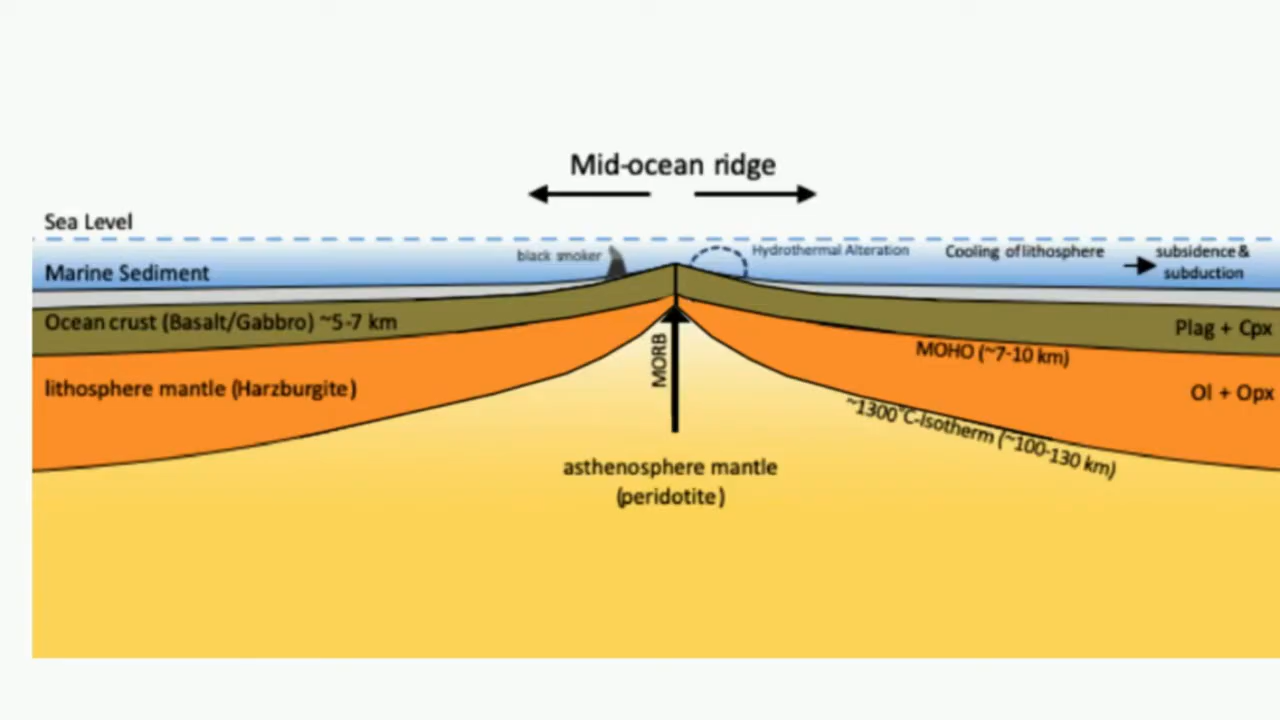 Mid-ocean ridge
Sea Level
black smoker
Hydrothermal Alteration
Cooling of lithosphere
subsidence &
subduction
Marine Sediment
Ocean crust (Basalt/Gabbro) ~5-7 km
Plag + Cpx
MOHO (~7-10 km)
MORB
lithosphere mantle (Harzburgite)
Ol + Opx
~1300°C-Isotherm (~100-130 km)
asthenosphere mantle
(peridotite)